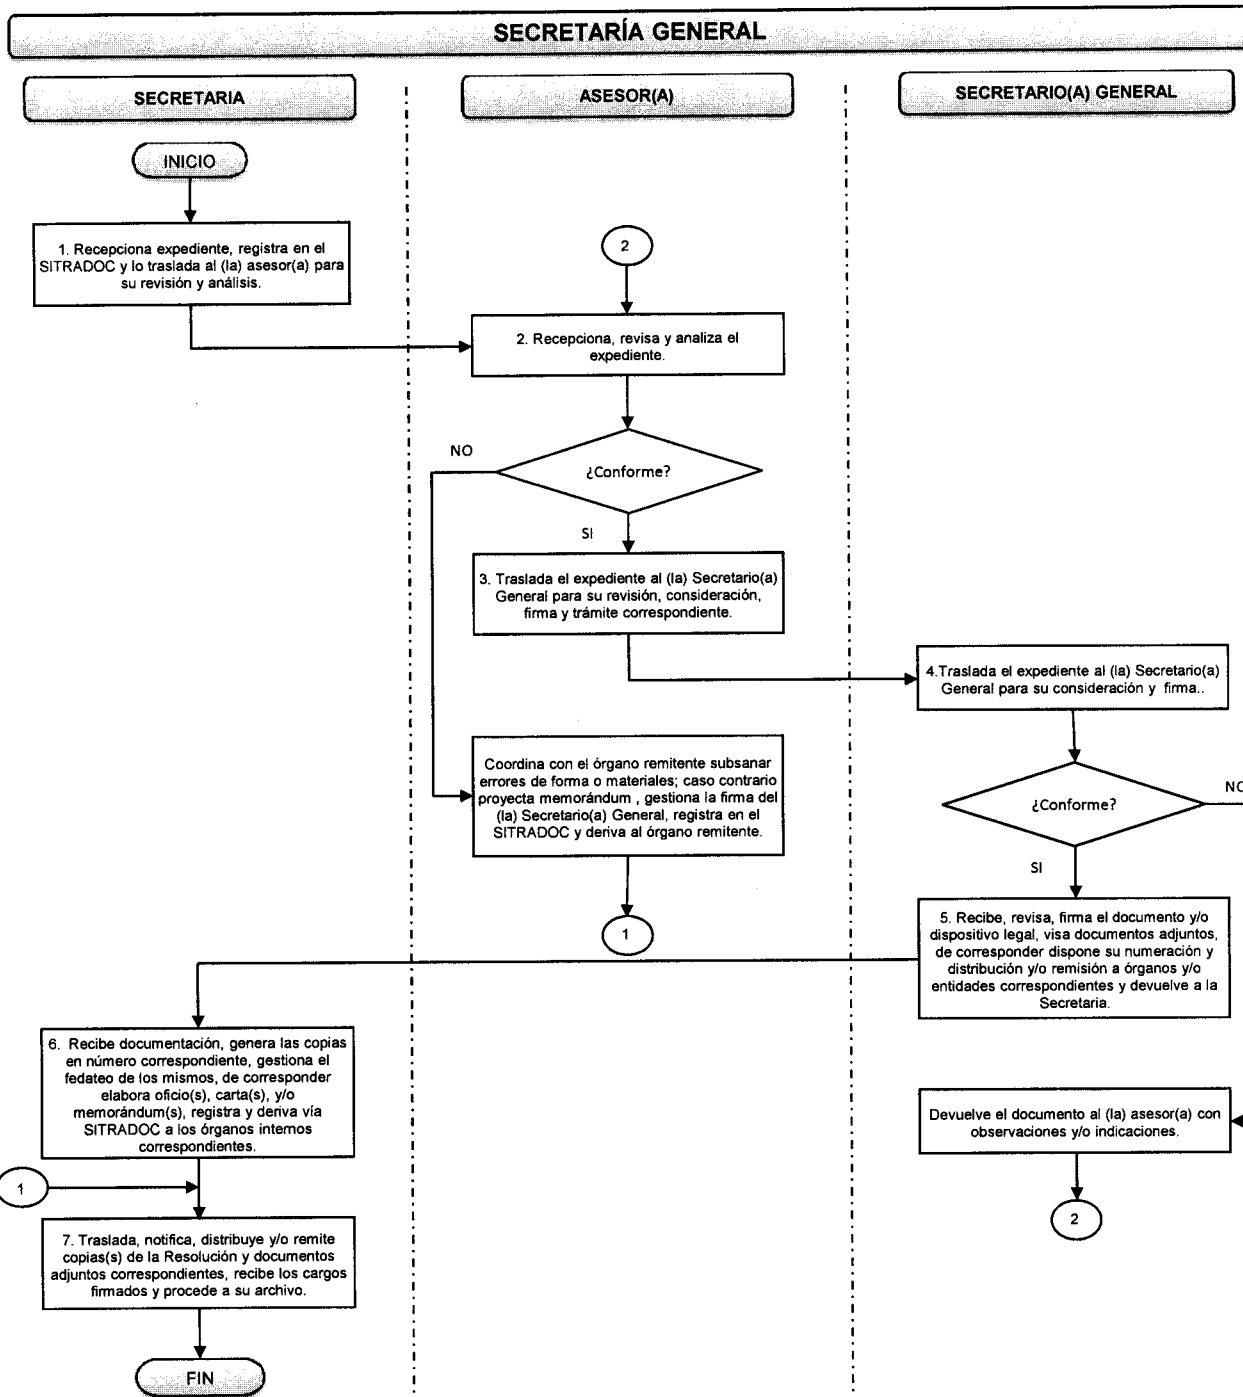 SECRETARÍA GENERAL
SECRETARIA
ASESOR(A)
SECRETARIO(A) GENERAL
INICIO
1. Recepciona expediente, registra en el
SITRADOC y lo traslada al (la) asesor(a) para
su revisión y análisis.
2
2. Recepciona, revisa y analiza el
expediente.
NO
¿Conforme?
SI
3. Traslada el expediente al (la) Secretario(a)
General para su revisión, consideración,
firma y trámite correspondiente.
4.Traslada el expediente al (la) Secretario(a)
General para su consideración y firma..
Coordina con el órgano remitente subsanar
errores de forma o materiales; caso contrario
proyecta memorándum , gestiona la firma del
(la) Secretario(a) General, registra en el
SITRADOC y deriva al órgano remitente.
¿Conforme?
NO
SI
1
5. Recibe, revisa, firma el documento y/o
dispositivo legal, visa documentos adjuntos,
de corresponder dispone su numeración y
distribución y/o remisión a órganos y/o
entidades correspondientes y devuelve a la
Secretaria.
6. Recibe documentación, genera las copias
en número correspondiente, gestiona el
fedateo de los mismos, de corresponder
elabora oficio(s), carta(s), y/o
memorándum(s), registra y deriva vía
SITRADOC a los órganos internos
correspondientes.
Devuelve el documento al (la) asesor(a) con
observaciones y/o indicaciones.
1
2
7. Traslada, notifica, distribuye y/o remite
copias(s) de la Resolución y documentos
adjuntos correspondientes, recibe los cargos
firmados y procede a su archivo.
FIN